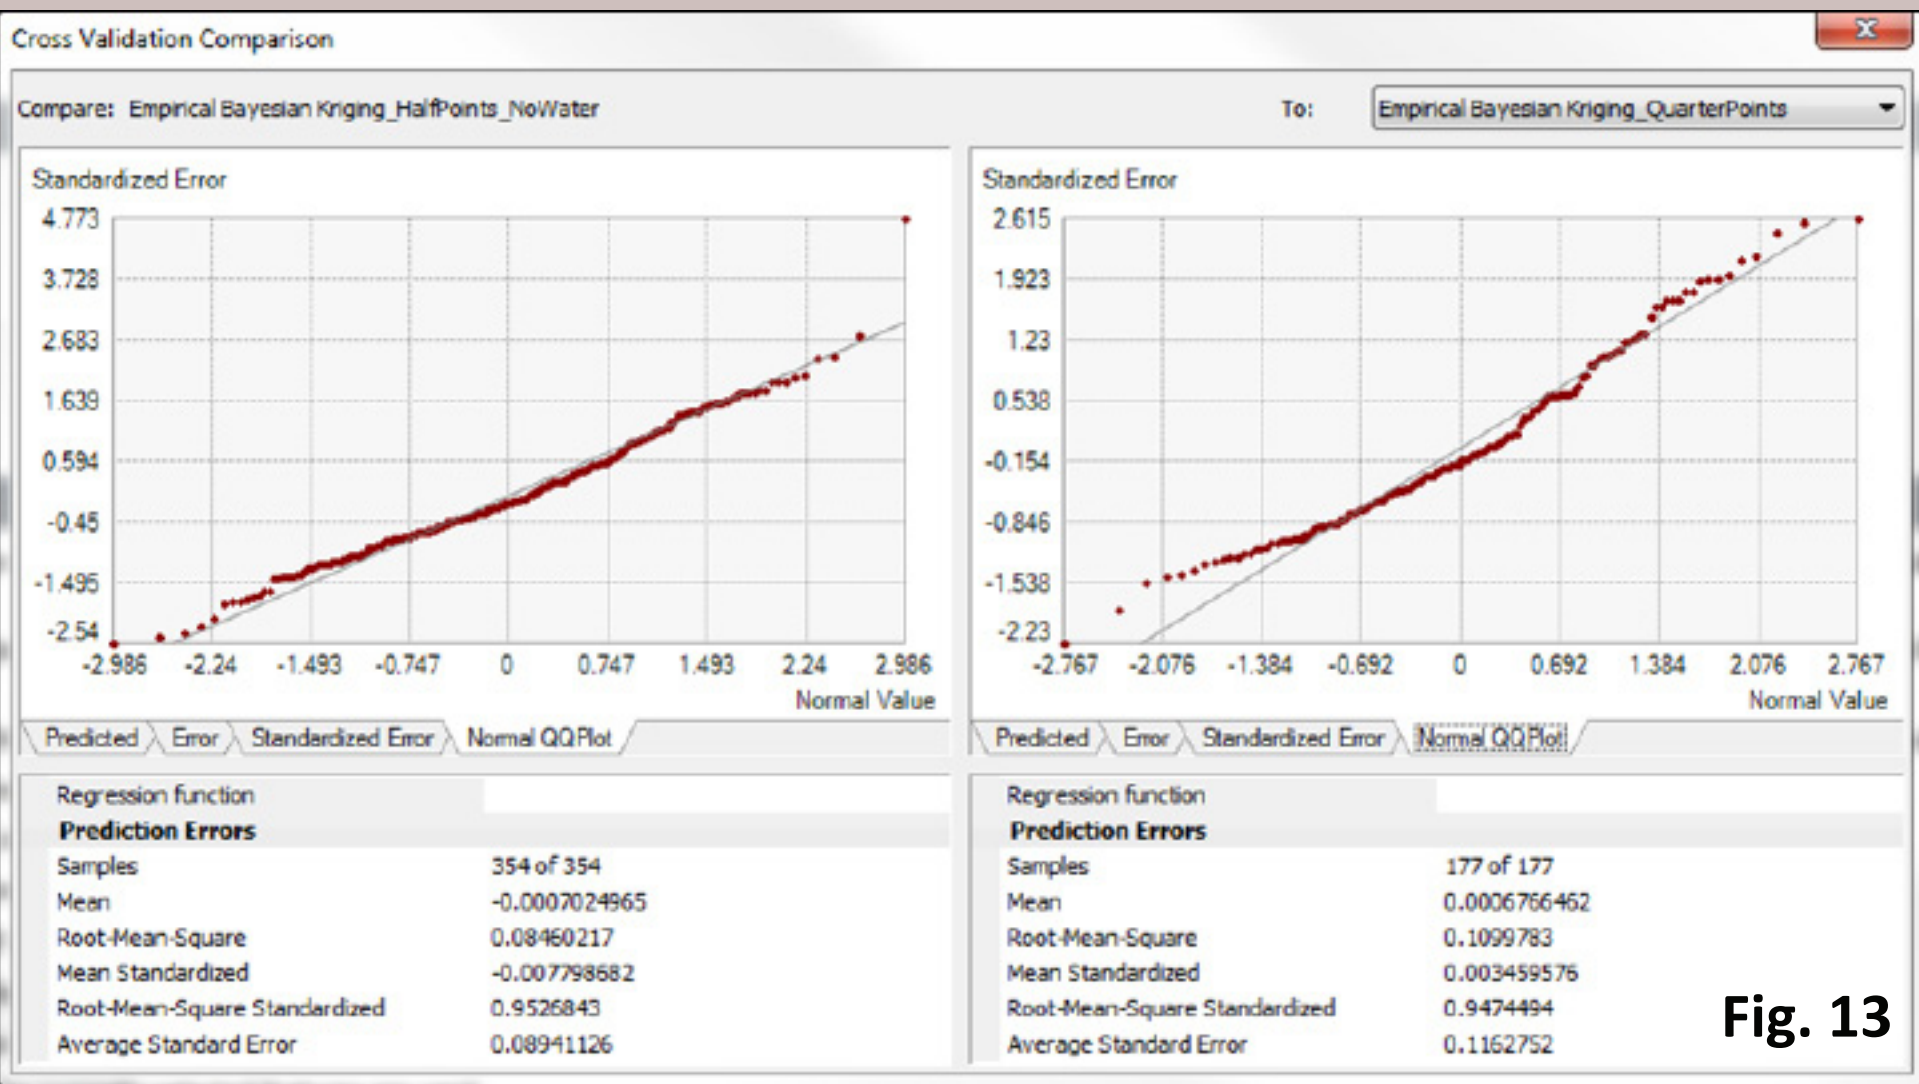 Cross Validation Comparison
x
Compare: Empirical Bayesian Kriging_HalfPoints_NoWater
To: Empirical Bayesian Kriging_QuarterPoints
Standardized Error
4.773
3.728
2.683
1.639
0.594
-0.45
-1.495
-2.54
-2.986 -2.24 -1.493 -0.747 0 0.747 1.493 2.24 2.986
Normal Value
Predicted Error Standardized Error Normal QQPlot
Standardized Error
2.615
1.923
1.23
0.538
-0.154
-0.846
-1.538
-2.23
-2.767 -2.076 -1.384 -0.692 0 0.692 1.384 2.076 2.767
Normal Value
Predicted Error Standardized Error Normal QQPlot
Regression function
Prediction Errors
Samples 354 of 354
Mean -0.0007024965
Root-Mean-Square 0.08460217
Mean Standardized -0.007798682
Root-Mean-Square Standardized 0.9526843
Average Standard Error 0.08941126
Regression function
Prediction Errors
Samples 177 of 177
Mean 0.0006766462
Root-Mean-Square 0.1099783
Mean Standardized 0.003459576
Root-Mean-Square Standardized 0.9474494
Average Standard Error 0.1162752
Fig. 13